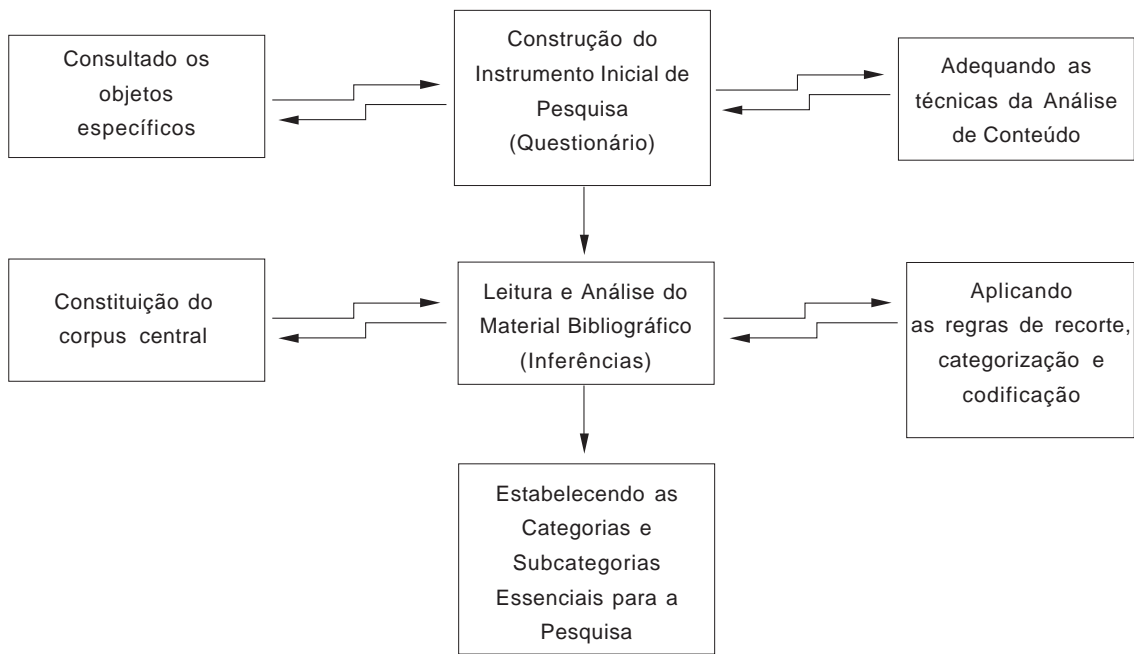 Consultado os
objetos
específicos
Construção do
Instrumento Inicial de
Pesquisa
(Questionário)
Adequando as
técnicas da Análise
de Conteúdo
Constituição do
corpus central
Leitura e Análise do
Material Bibliográfico
(Inferências)
Aplicando
as regras de recorte,
categorização e
codificação
Estabelecendo as
Categorias e
Subcategorias
Essenciais para a
Pesquisa